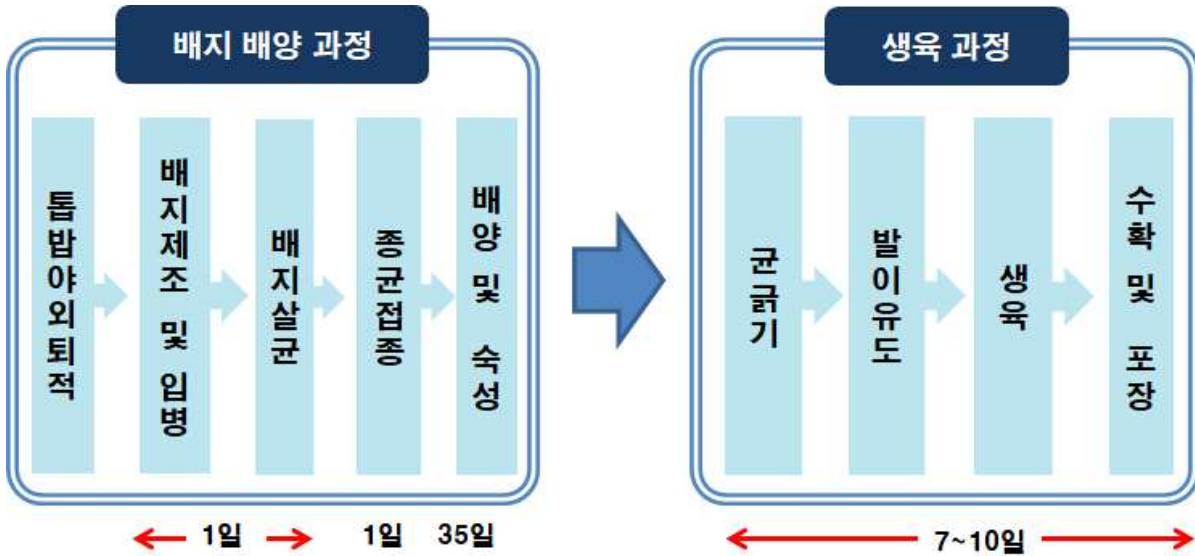 배지 배양 과정
생육 과정
톱밥야외퇴적
배지제조 및 입병
배지살균
종균접종
배양 및 숙성
균긁기
발이유도
생육
수확 및 포장
1일
1일
35일
7~10일